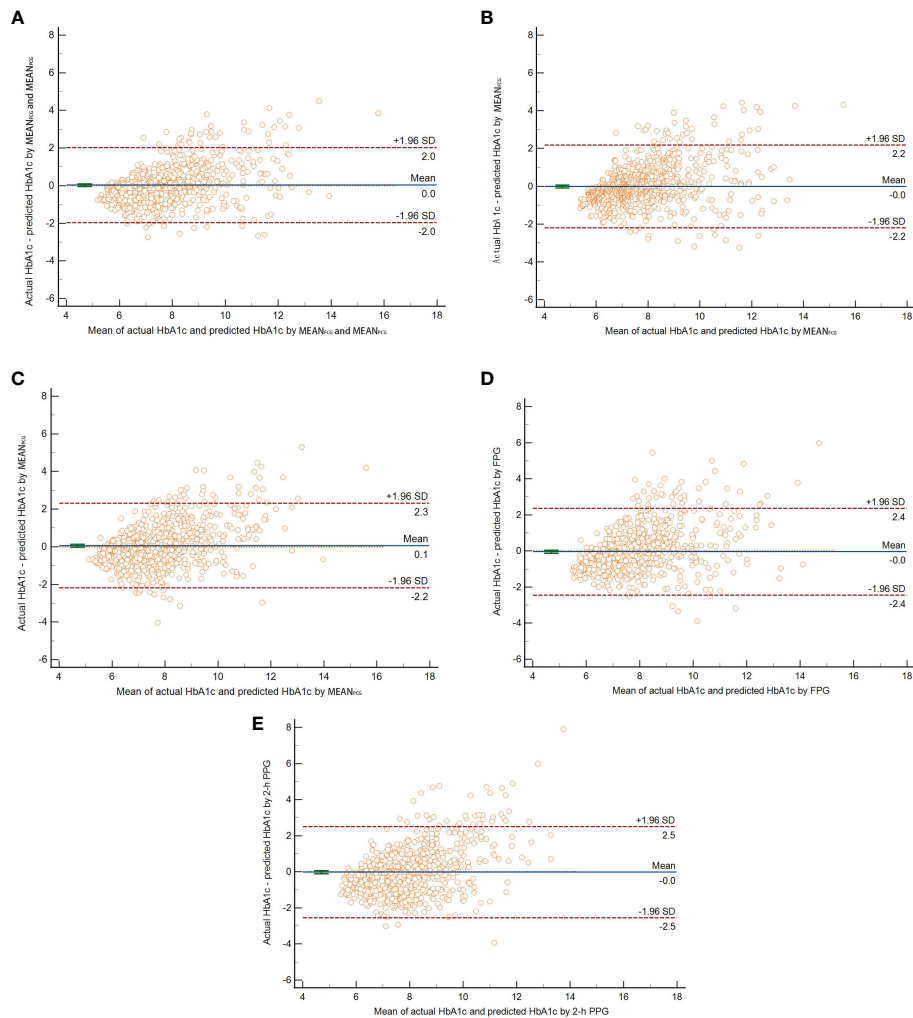 A
8
6
4
2
0
-2
-4
-6
Actual HbA1c - predicted HbA1c by MEANFCG and MEANPCG
+1.96 SD
2.0
Mean
0.0
-1.96 SD
-2.0
4 6 8 10 12 14 16 18
Mean of actual HbA1c and predicted HbA1c by MEANFCG and MEANPCG
B
8
6
4
2
0
-2
-4
-6
Actual Hb 1c - predicted HbA1c by MEANFCG
+1.96 SD
2.2
Mean
-0.0
-1.96 SD
-2.2
4 6 8 10 12 14 16 18
Mean of actual HbA1c and predicted HbA1c by MEANFCG
C
8
6
4
2
0
-2
-4
-6
Actual HbA1c - predicted HbA1c by MEANPCG
+1.96 SD
2.3
Mean
0.1
-1.96 SD
-2.2
4 6 8 10 12 14 16 18
Mean of actual HbA1c and predicted HbA1c by MEANPCG
D
8
6
4
2
0
-2
-4
-6
Actual HbA1c - predicted HbA1c by FPG
+1.96 SD
2.4
Mean
-0.0
-1.96 SD
-2.4
4 6 8 10 12 14 16 18
Mean of actual HbA1c and predicted HbA1c by FPG
E
8
6
4
2
0
-2
-4
-6
Actual HbA1c - predicted HbA1c by 2-h PPG
+1.96 SD
2.5
Mean
-0.0
-1.96 SD
-2.5
4 6 8 10 12 14 16 18
Mean of actual HbA1c and predicted HbA1c by 2-h PPG